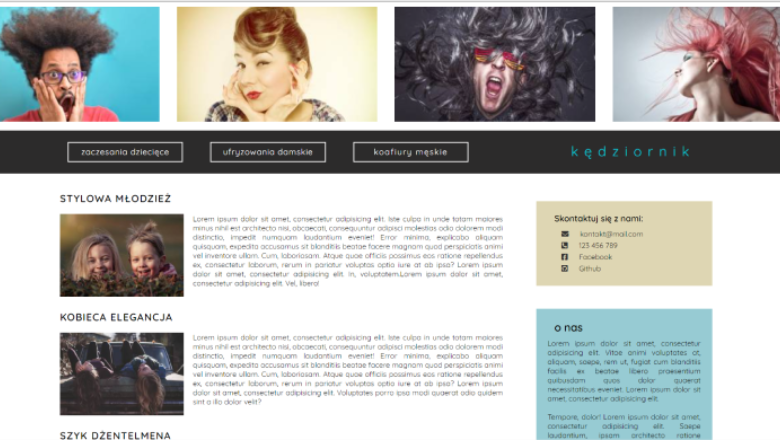 zaczesania dziecięce
ufryzowania damskie
koafiury męskie
kędziornik
STYLOWA MŁODZIEŻ
Lorem ipsum dolor sit amet, consectetur adipisicing elit. Iste culpa in unde totam maiores
minus nihil est architecto nisi, obcaecati, consequuntur adipisci molestias odio dolorem modi
distinctio, impedit numquam laudantium eveniet! Error minima, explicabo aliquam
quisquam, expedita accusamus sit blanditiis beatae facere magnam quod perspiciatis animi
vel inventore ullam. Cum, laboriosam. Atque quae officiis possimus eos ratione repellendus
ex, consectetur laborum, rerum in pariatur voluptas optio iure at ab ipsa? Lorem ipsum
dolor sit amet, consectetur adipisicing elit. In, voluptatem.Lorem ipsum dolor sit amet,
consectetur adipisicing elit. Vel, libero!
KOBIECA ELEGANCJA
Lorem ipsum dolor sit amet, consectetur adipisicing elit. Iste culpa in unde totam maiores
minus nihil est architecto nisi, obcaecati, consequuntur adipisci molestias odio dolorem modi
distinctio, impedit numquam laudantium eveniet! Error minima, explicabo aliquam
quisquam, expedita accusamus sit blanditiis beatae facere magnam quod perspiciatis animi
vel inventore ullam. Cum, laboriosam. Atque quae officiis possimus eos ratione repellendus
ex, consectetur laborum, rerum in pariatur voluptas optio iure at ab ipsa? Lorem ipsum
dolor sit amet, consectetur adipisicing elit. Voluptates porro ipsa modi quaerat odio quidem
sint a illo dolor velit?
SZYK DŻENTELMENA
Skontaktuj się z nami:
kontakt@mail.com
123 456 789
Facebook
Github
o nas
Lorem ipsum dolor sit amet, consectetur
adipisicing elit. Vitae animi voluptates at,
aliquam, saepe, rem ut, fugiat cum blanditiis
facilis ex beatae libero praesentium
quibusdam quos dolor quaerat
necessitatibus eveniet. Lorem ipsum dolor sit
amet, consectetur adipisicing elit.
Tempore, dolor! Lorem ipsum dolor sit amet,
consectetur adipisicing elit. Saepe
laudantium, ipsam architecto ratione